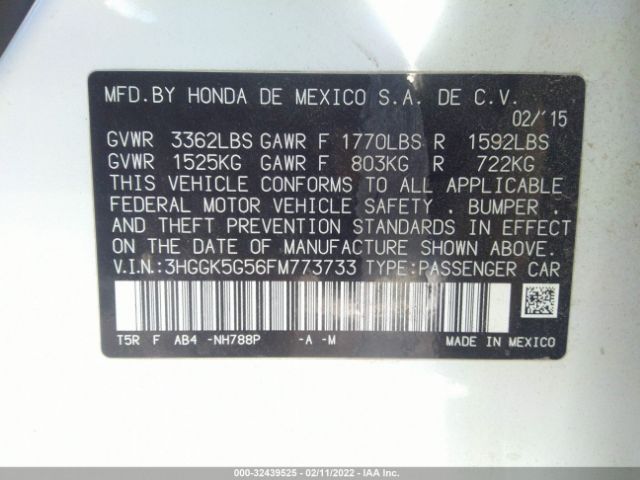 MFD.BY HONDA DE MEXICO S.A. DE C.V.
02/'15
GVWR 3362LBS GAWR F 1770LBS R 1592LBS
GVWR 1525KG GAWR F 803KG R 722KG
THIS VEHICLE CONFORMS TO ALL APPLICABLE
FEDERAL MOTOR VEHICLE SAFETY . BUMPER .
AND THEFT PREVENTION STANDARDS IN EFFECT
ON THE DATE OF MANUFACTURE SHOWN ABOVE.
V.I.N.:3HGGK5G56FM773733 TYPE:PASSENGER CAR
T5R F AB4 -NH788P -A -M MADE IN MEXICO
000-32439525 - 02/11/2022 - IAA, Inc.